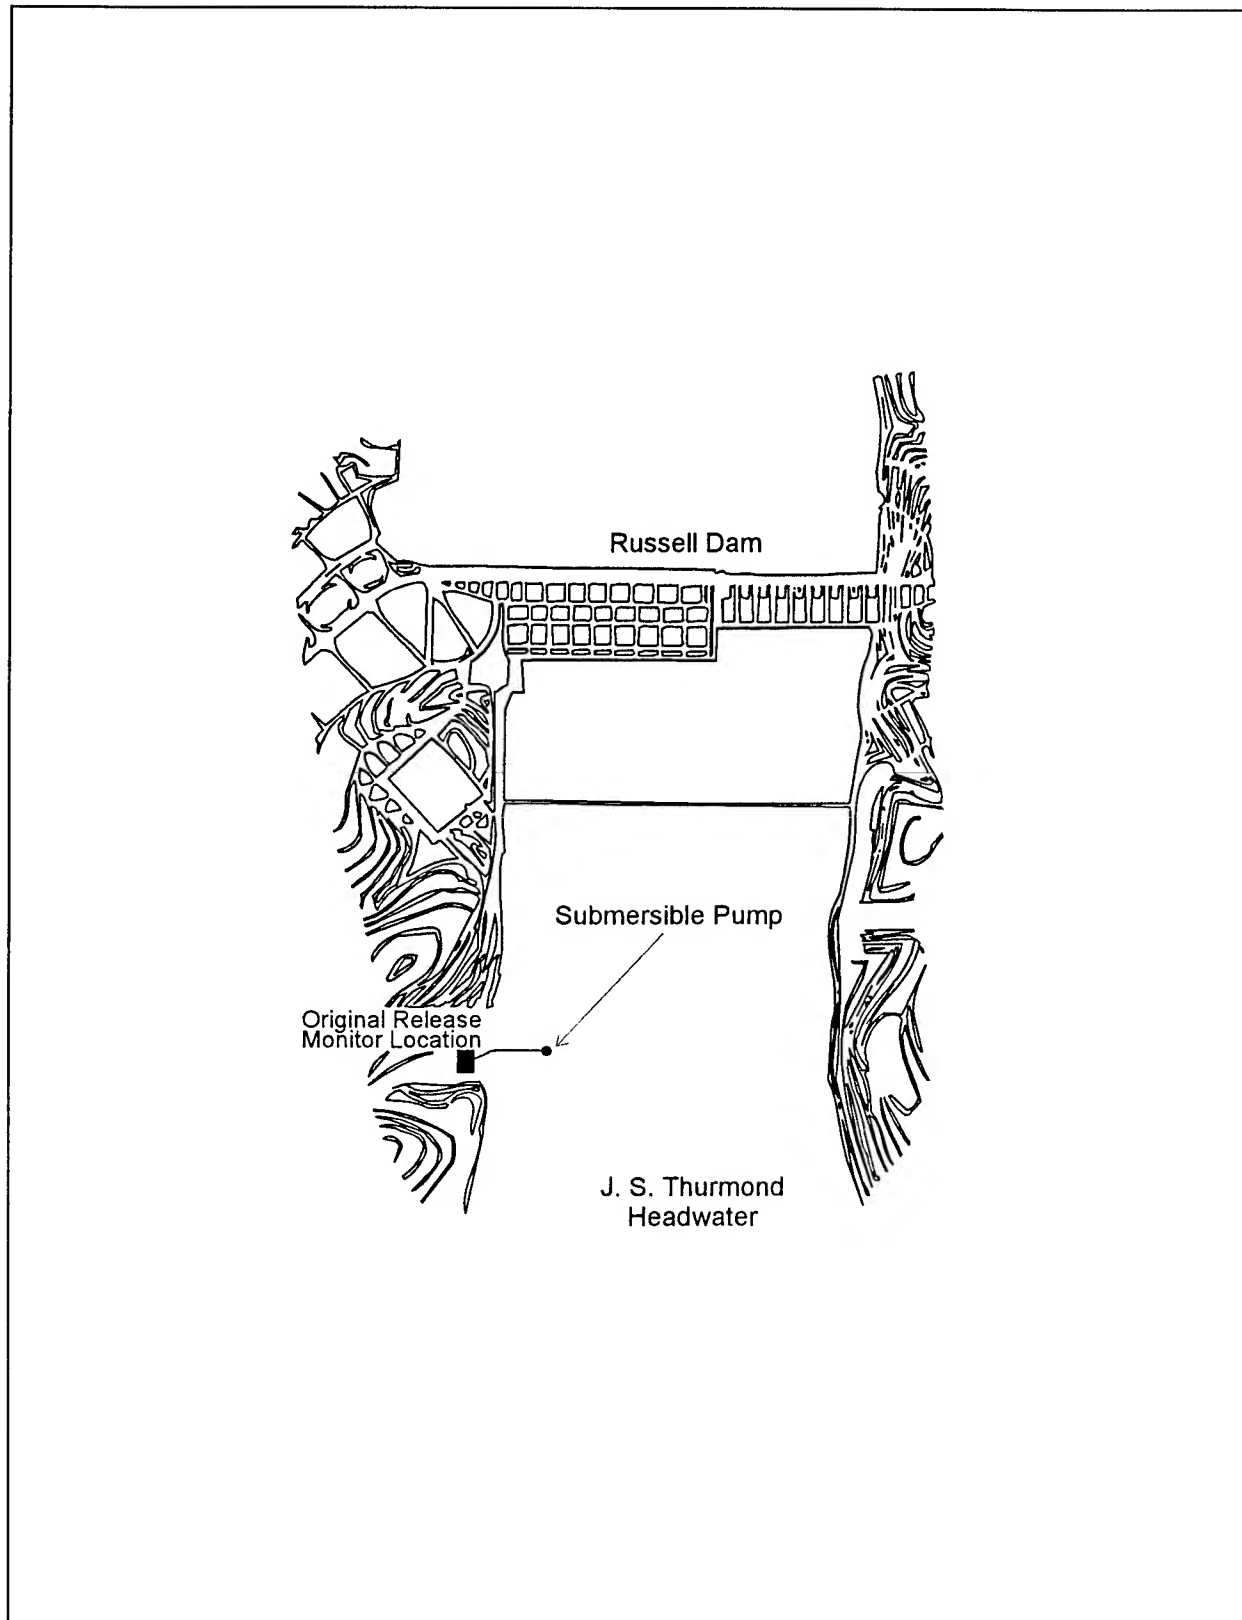 Russell Dam
Submersible Pump
Original Release
Monitor Location
J. S. Thurmond
Headwater